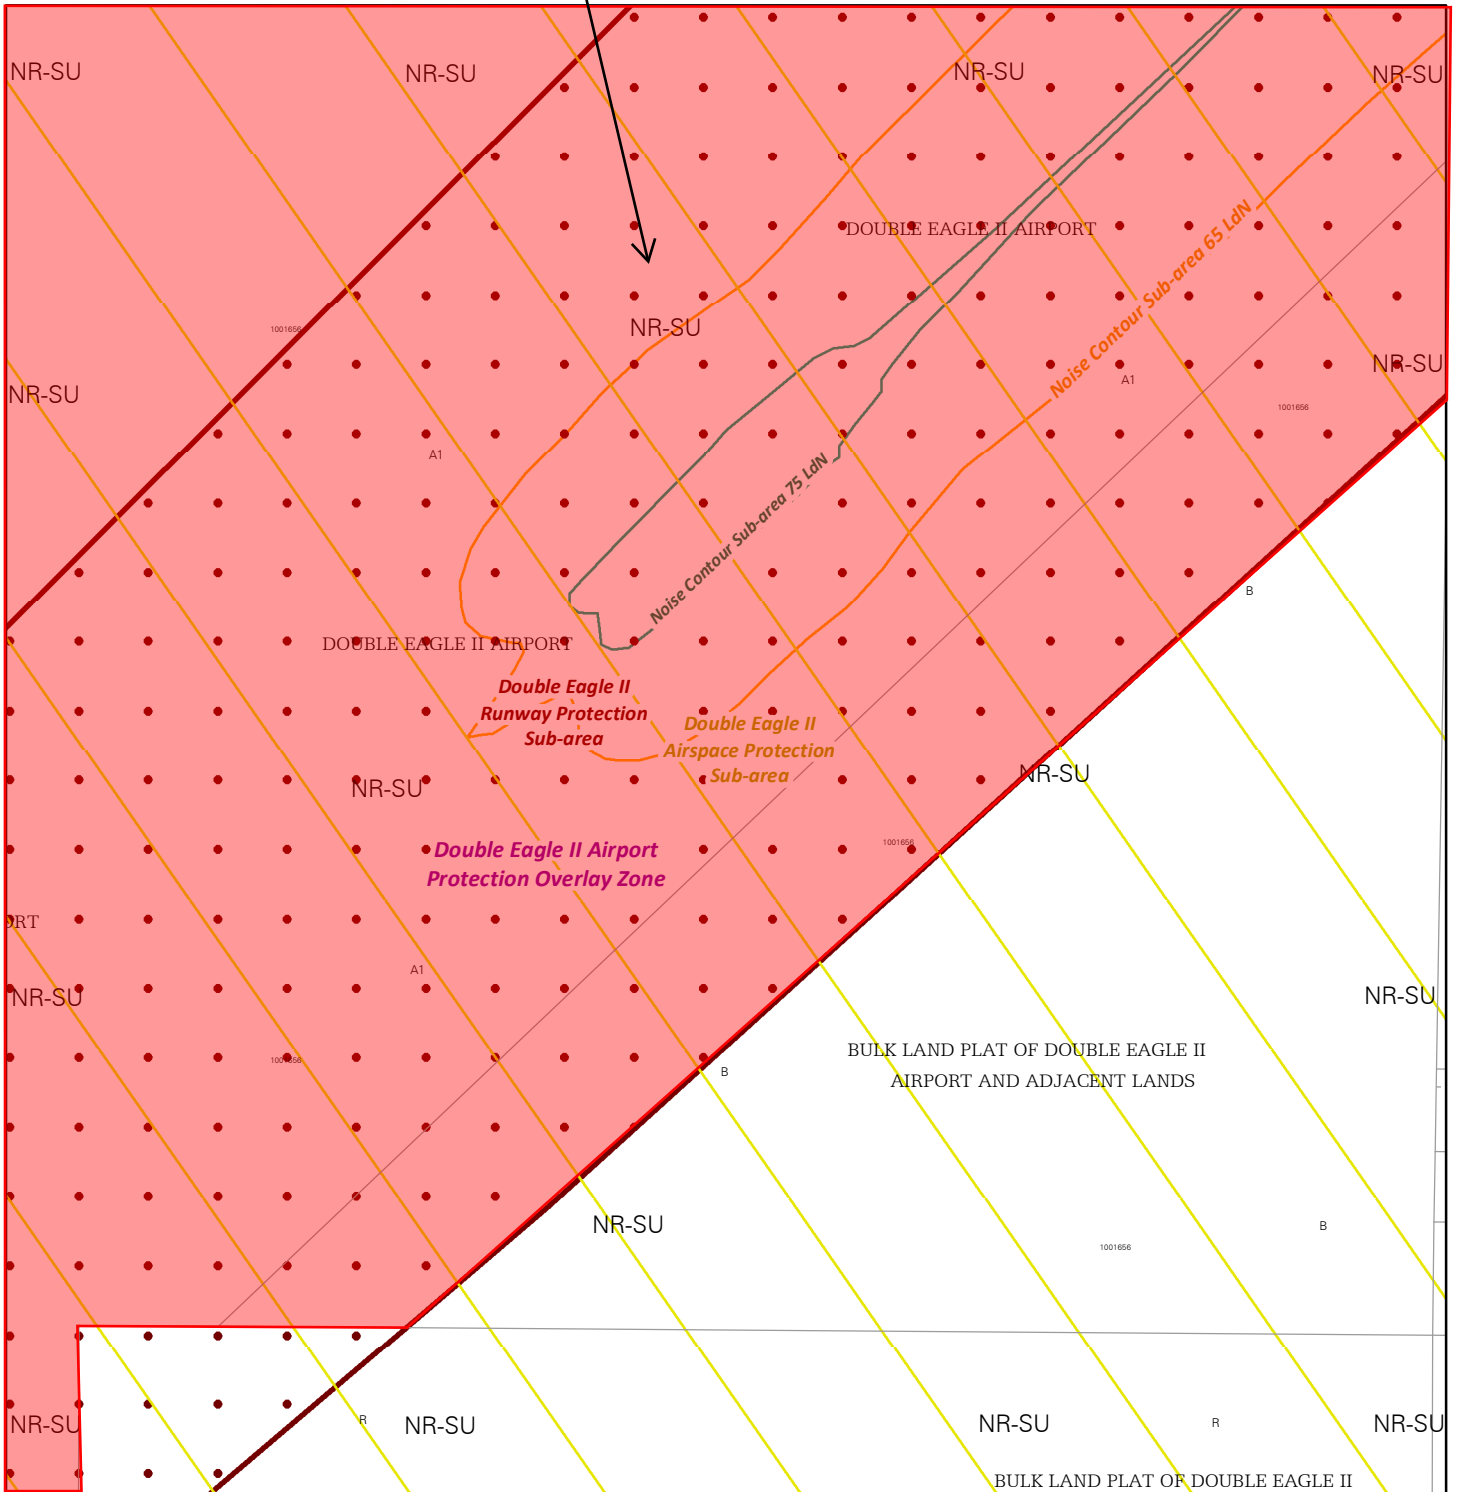 NR-SU
NR-SU
NR-SU
NR-SU
DOUBLE EAGLE II AIRPORT
Noise Contour Sub-area 65 LdN
1001656
NR-SU
NR-SU
A1
NR-SU
1001656
A1
Noise Contour Sub-area 75 LdN
B
DOUBLE EAGLE II AIRPORT
Double Eagle II
Runway Protection
Sub-area
Double Eagle II
Airspace Protection
Sub-area
NR-SU
NR-SU
1001656
Double Eagle II Airport
Protection Overlay Zone
ORT
A1
NR-SU
NR-SU
1001656
B
BULK LAND PLAT OF DOUBLE EAGLE II
AIRPORT AND ADJACENT LANDS
NR-SU
B
1001656
R
NR-SU
NR-SU
NR-SU
R
NR-SU
BULK LAND PLAT OF DOUBLE EAGLE II